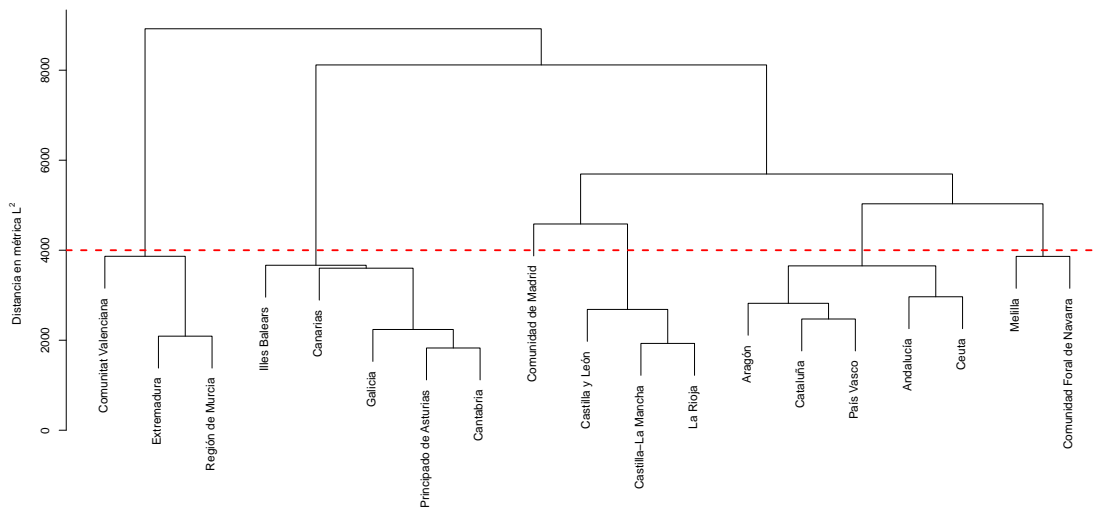 8000
6000
4000
2000
0
Distancia en métrica L²
Comunitat Valenciana
Extremadura
Región de Murcia
Illes Balears
Canarias
Galicia
Principado de Asturias
Cantabria
Comunidad de Madrid
Castilla y León
Castilla–La Mancha
La Rioja
Aragón
Cataluña
País Vasco
Andalucía
Ceuta
Melilla
Comunidad Foral de Navarra